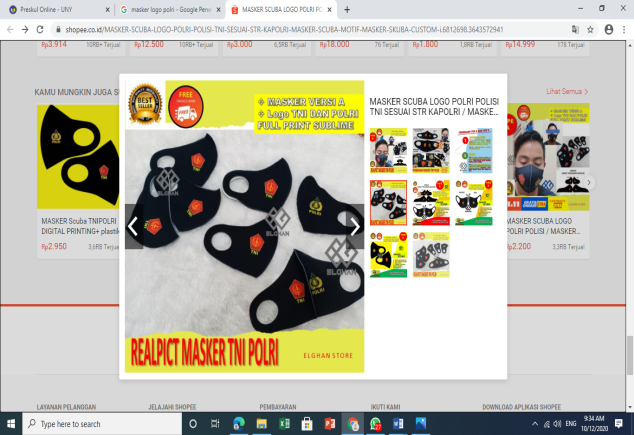 Preskul Online - UNY
masker logo polri - Google Pene
MASKER SCUBA LOGO POLRI PO
shopee.co.id/MASKER-SCUBA-LOGO-POLRI-POLISI-TNI-SESUAI-STR-KAPOLRI-MASKER-SCUBA-MOTIF-MASKER-SKUBA-CUSTOM-i.6812698.3643572941
Rp3.914 10RB+ Terjual Rp12.500 10RB+ Terjual Rp3.000 6,5RB Terjual Rp18.000 76 Terjual Rp1.800 1,8RB Terjual Rp14.999 178 Terjual
KAMU MUNGKIN JUGA SU
Lihat Semua
BEST
SELLER
FREE
MASKER VERSI A
Logo TNI DAN POLRI
FULL PRINT SUBLIME
ELGHAN
TNI
POLRI
REALPICT MASKER TNI POLRI
ELGHAN STORE
MASKER SCUBA LOGO POLRI POLISI
TNI SESUAI STR KAPOLRI / MASKE...
MASKER Scuba TNIPOLRI
DIGITAL PRINTING+ plastik
Rp2.950 3,6RB Terjual
MASKER SCUBA LOGO
POLRI POLISI / MASKER...
Rp2.200 3,3RB Terjual
LAYANAN PELANGGAN JELAJAHI SHOPEE PEMBAYARAN IKUTI KAMI DOWNLOAD APLIKASI SHOPEE
Type here to search
ENG
9:34 AM
10/12/2020